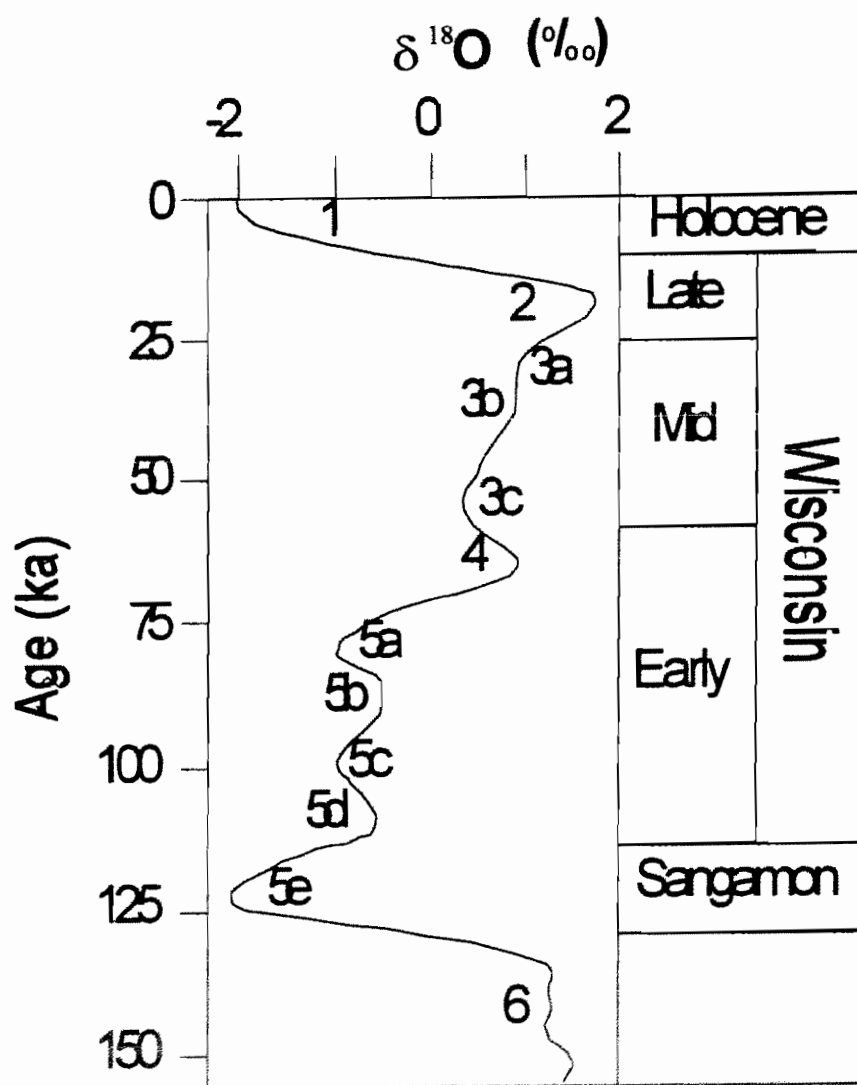 δ ¹⁸O (‰)
-2 0 2
0
1
Holocene
2
Late
25
3a
3b
Mid
50
3c
4
Wisconsin
Age (ka)
75
5a
Early
5b
100
5c
5d
5e
Sangamon
125
6
150